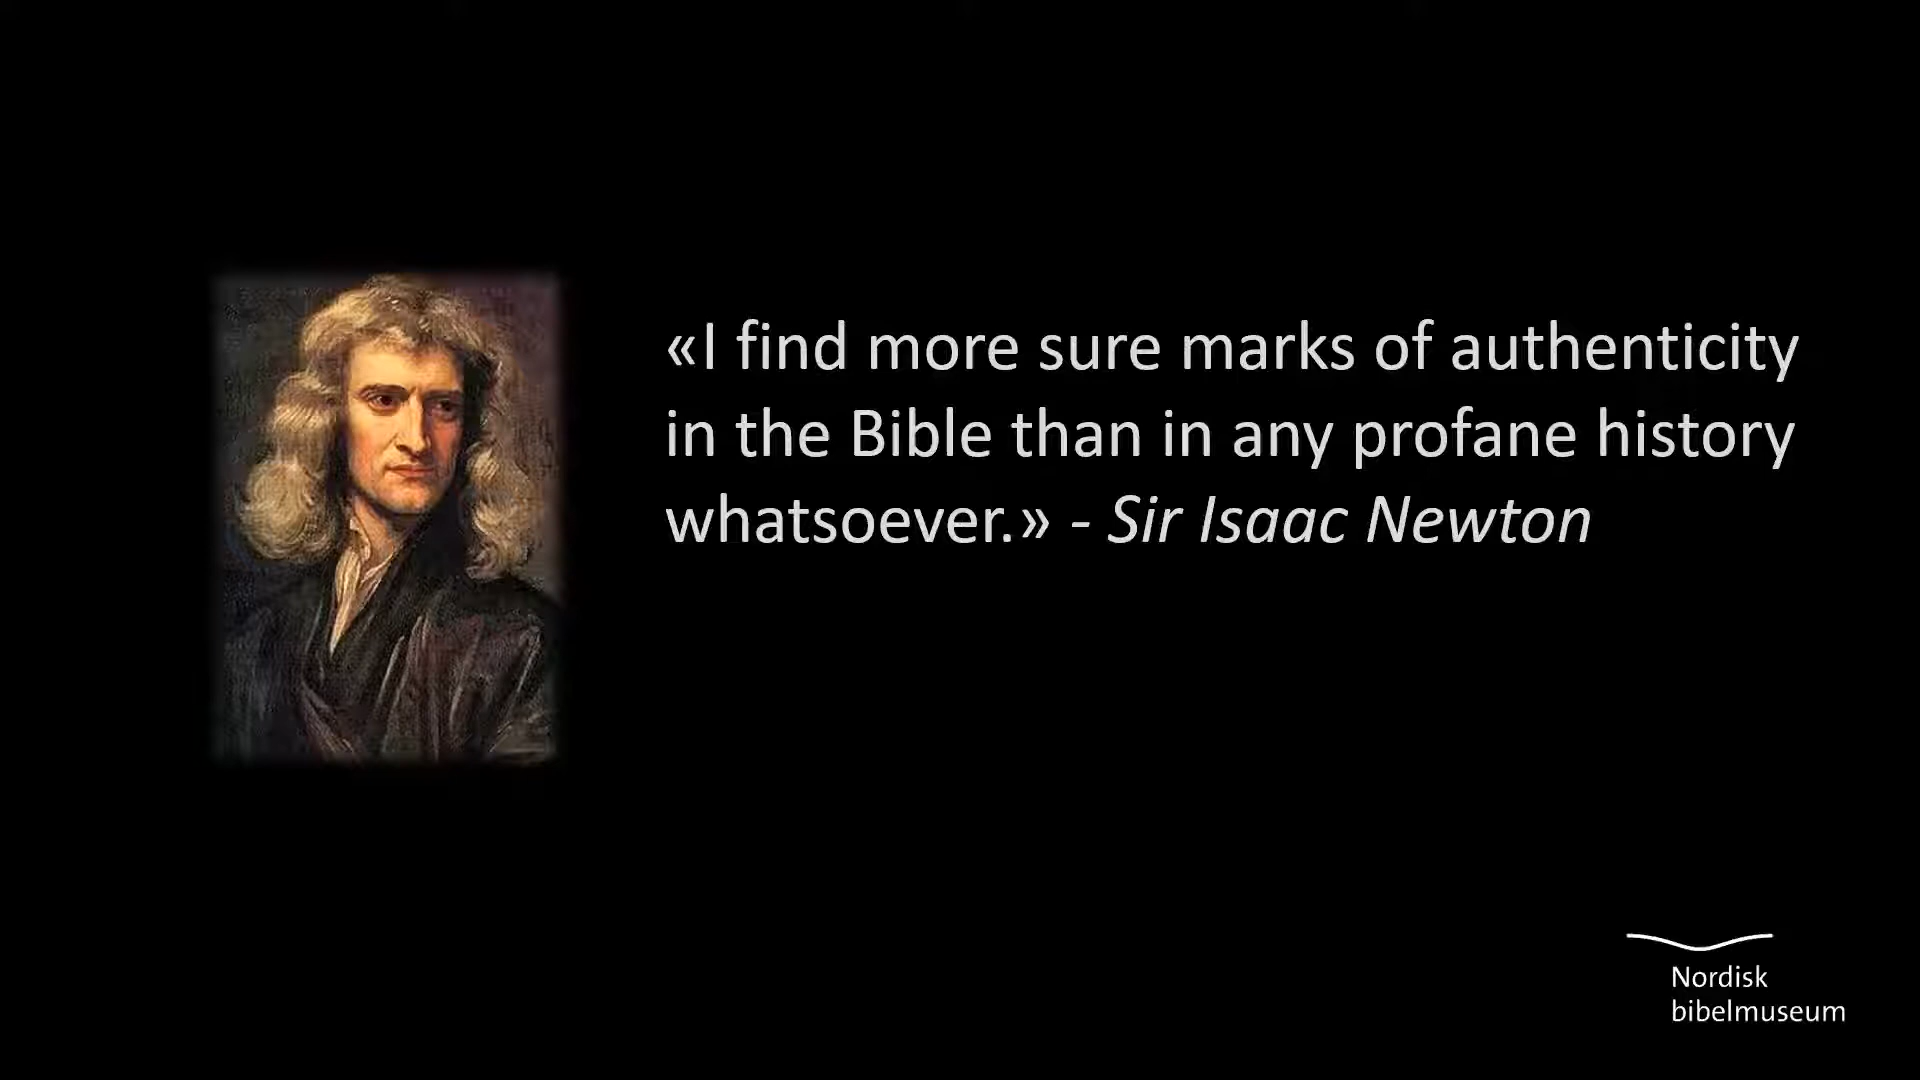 «I find more sure marks of authenticity
in the Bible than in any profane history
whatsoever.» - Sir Isaac Newton
Nordisk
bibelmuseum